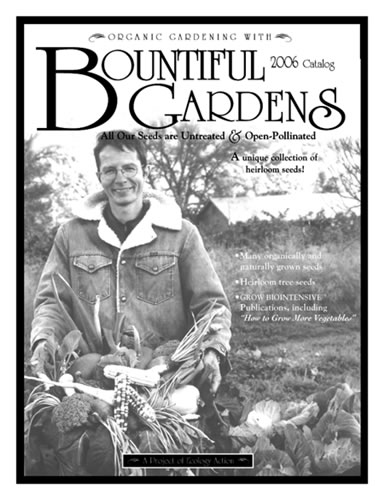 ORGANIC GARDENING WITH
BOUNTIFUL
2006 Catalog
GARDENS
All Our Seeds are Untreated & Open-Pollinated
A unique collection of
heirloom seeds!
•Many organically and
naturally grown seeds
•Heirloom tree seeds
•GROW BIOINTENSIVE
Publications, including
"How to Grow More Vegetables"
A Project of Ecology Action